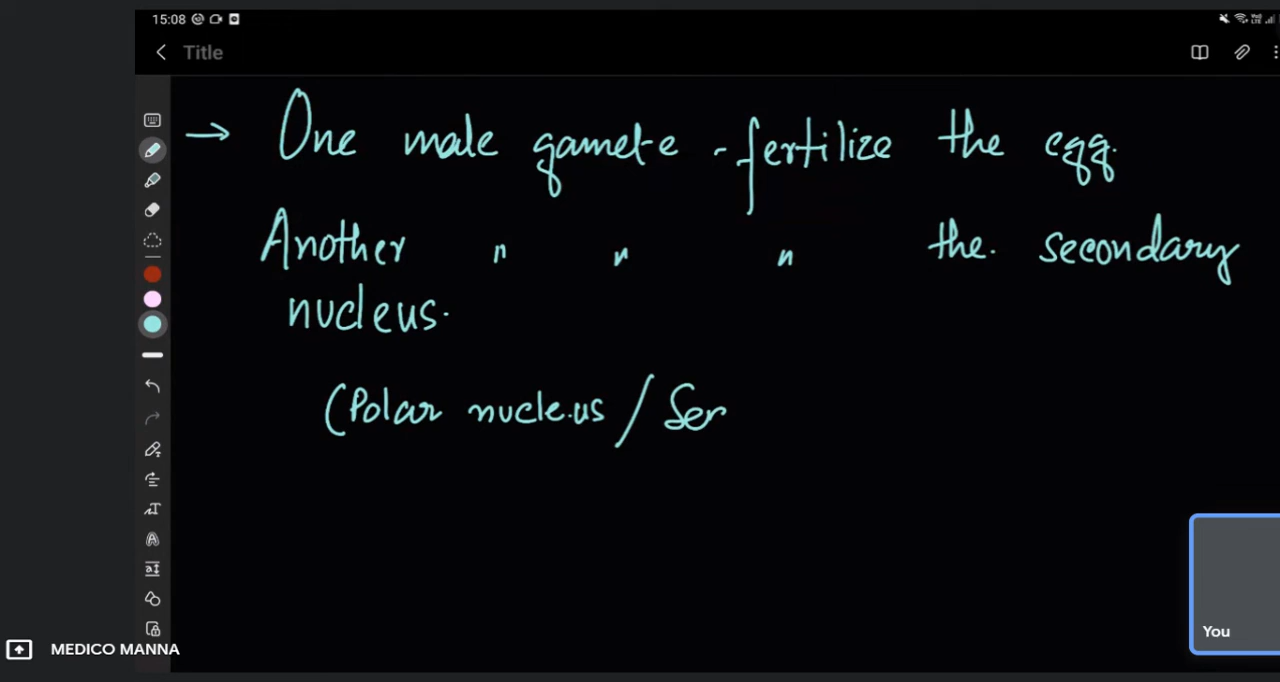 15:08
Title
→ One male gamete - fertilize the egg.
Another " " " the secondary
nucleus.
(Polar nucleus / Ser
MEDICO MANNA
You